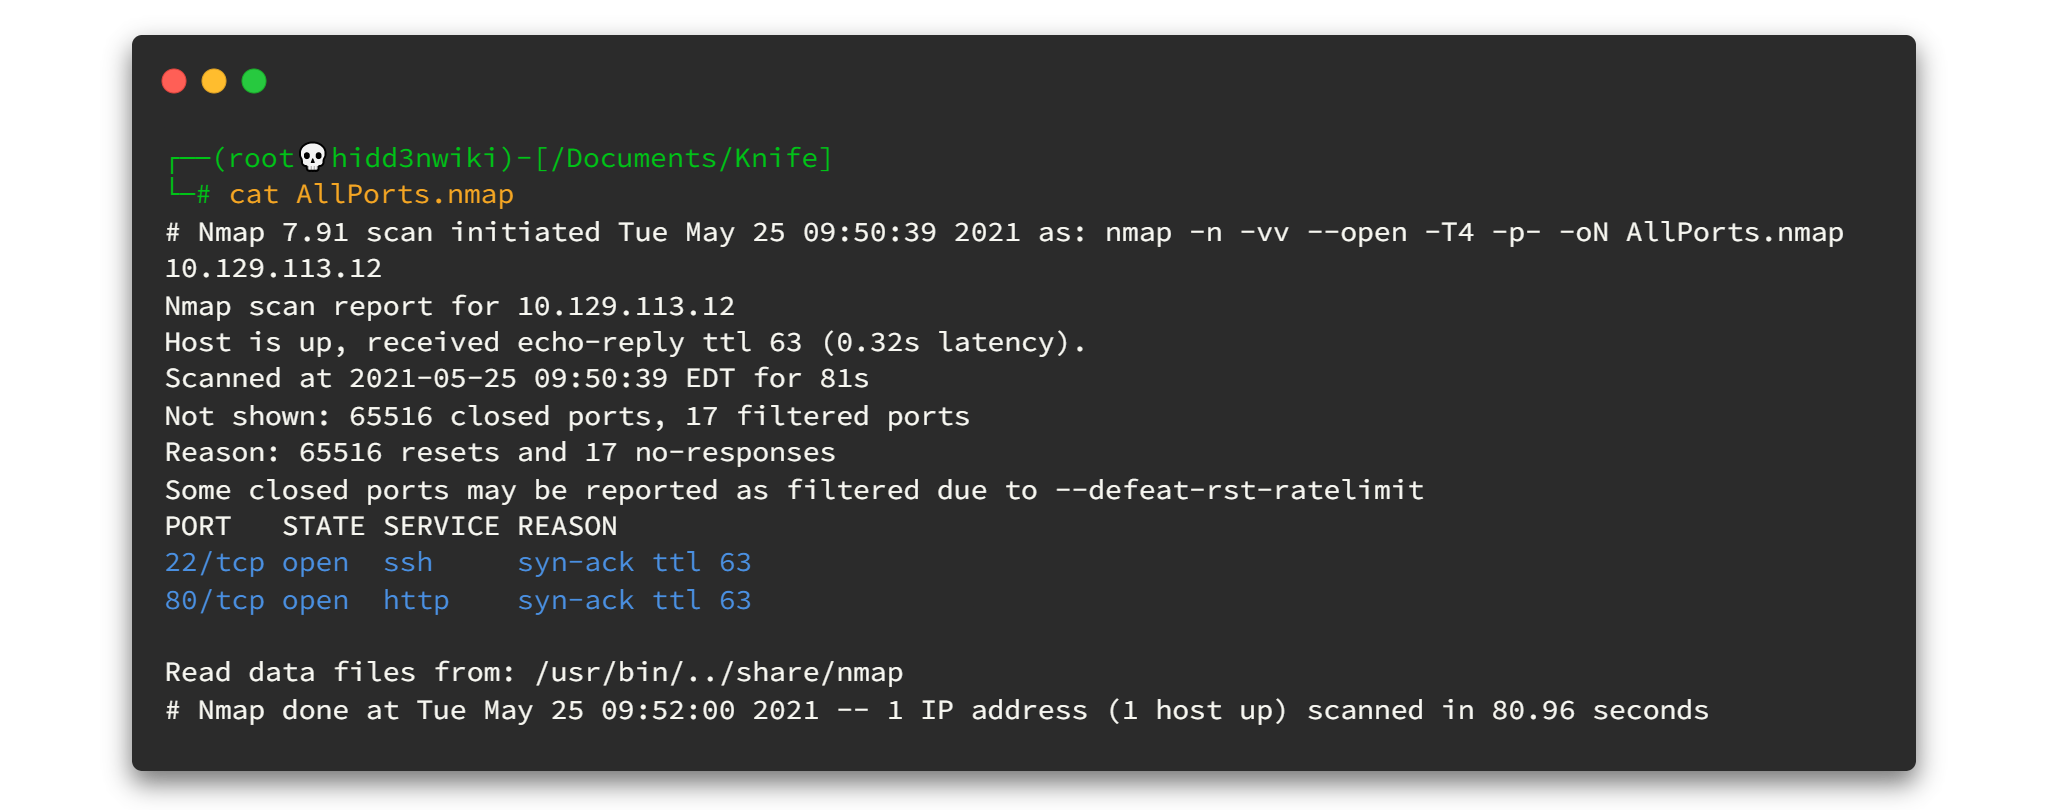 ┌──(root💀hidd3nwiki)-[/Documents/Knife]
└─# cat AllPorts.nmap
# Nmap 7.91 scan initiated Tue May 25 09:50:39 2021 as: nmap -n -vv --open -T4 -p- -oN AllPorts.nmap
10.129.113.12
Nmap scan report for 10.129.113.12
Host is up, received echo-reply ttl 63 (0.32s latency).
Scanned at 2021-05-25 09:50:39 EDT for 81s
Not shown: 65516 closed ports, 17 filtered ports
Reason: 65516 resets and 17 no-responses
Some closed ports may be reported as filtered due to --defeat-rst-ratelimit
PORT   STATE SERVICE REASON
22/tcp open  ssh     syn-ack ttl 63
80/tcp open  http    syn-ack ttl 63
Read data files from: /usr/bin/../share/nmap
# Nmap done at Tue May 25 09:52:00 2021 -- 1 IP address (1 host up) scanned in 80.96 seconds